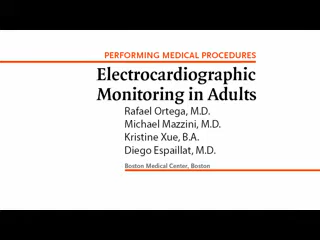 PERFORMING MEDICAL PROCEDURES
Electrocardiographic
Monitoring in Adults
Rafael Ortega, M.D.
Michael Mazzini, M.D.
Kristine Xue, B.A.
Diego Espaillat, M.D.
Boston Medical Center, Boston